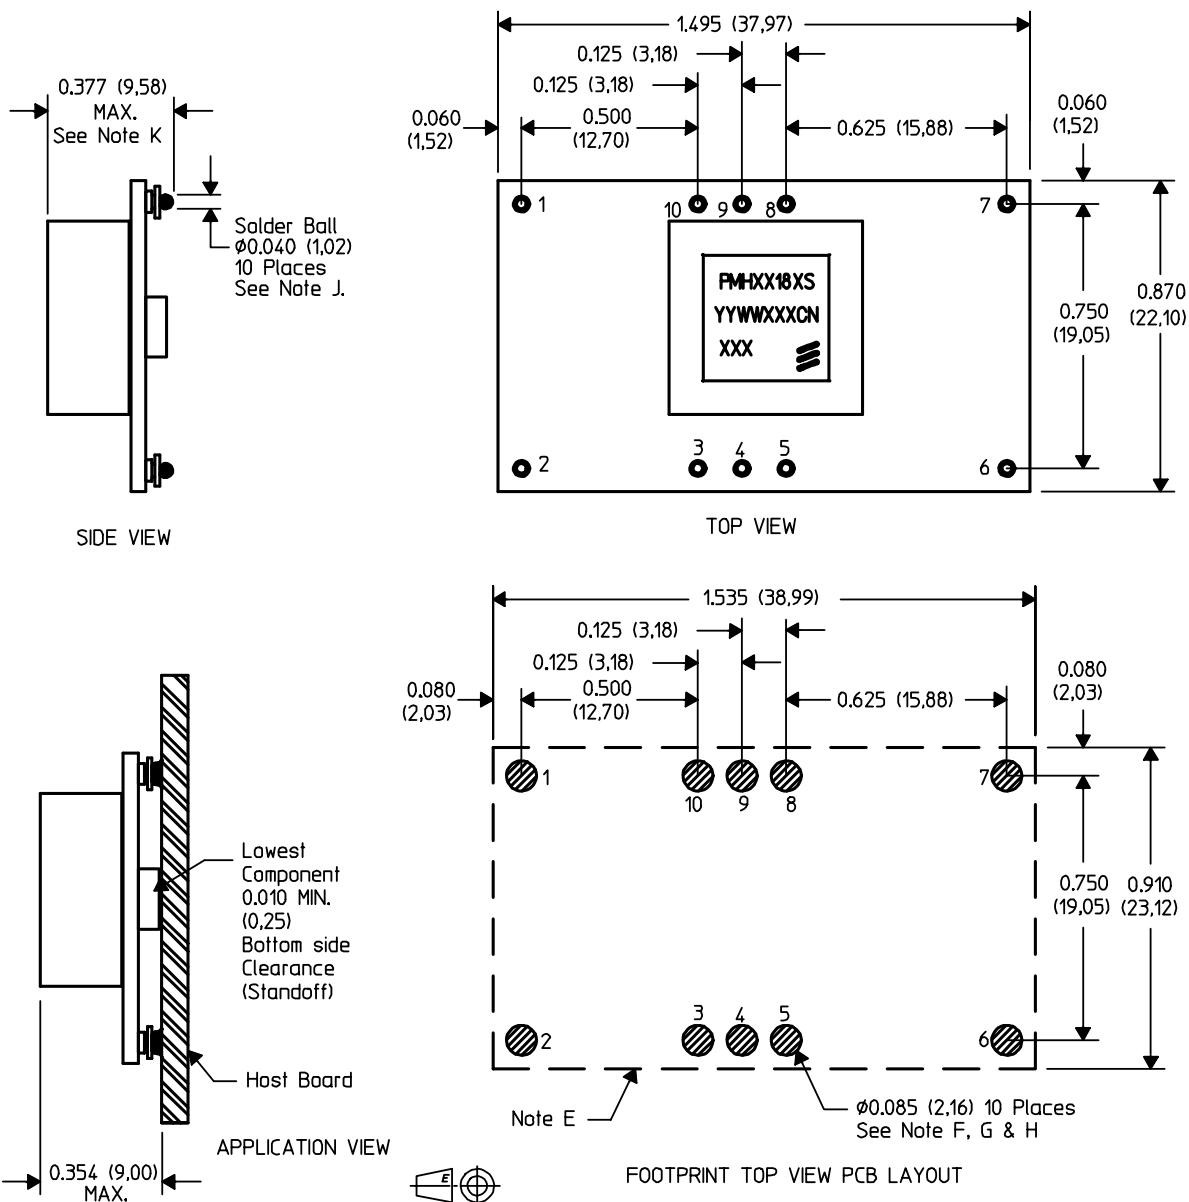 0.377 (9,58)
MAX.
See Note K
Solder Ball
Ø0.040 (1,02)
10 Places
See Note J.
SIDE VIEW
1.495 (37,97)
0.125 (3,18)
0.125 (3,18)
0.060
(1,52)
0.500
(12,70)
0.625 (15,88)
0.060
(1,52)
1
10
9
8
7
PMHXX18XS
YYWWXXXCN
XXX
0.750
(19,05)
0.870
(22,10)
2
3
4
5
6
TOP VIEW
1.535 (38,99)
0.125 (3,18)
0.125 (3,18)
0.080
(2,03)
0.500
(12,70)
0.625 (15,88)
0.080
(2,03)
1
10
9
8
7
0.750
(19,05)
0.910
(23,12)
2
3
4
5
6
Note E
Ø0.085 (2,16) 10 Places
See Note F, G & H
FOOTPRINT TOP VIEW PCB LAYOUT
Lowest
Component
0.010 MIN.
(0,25)
Bottom side
Clearance
(Standoff)
Host Board
APPLICATION VIEW
0.354 (9,00)
MAX.
E